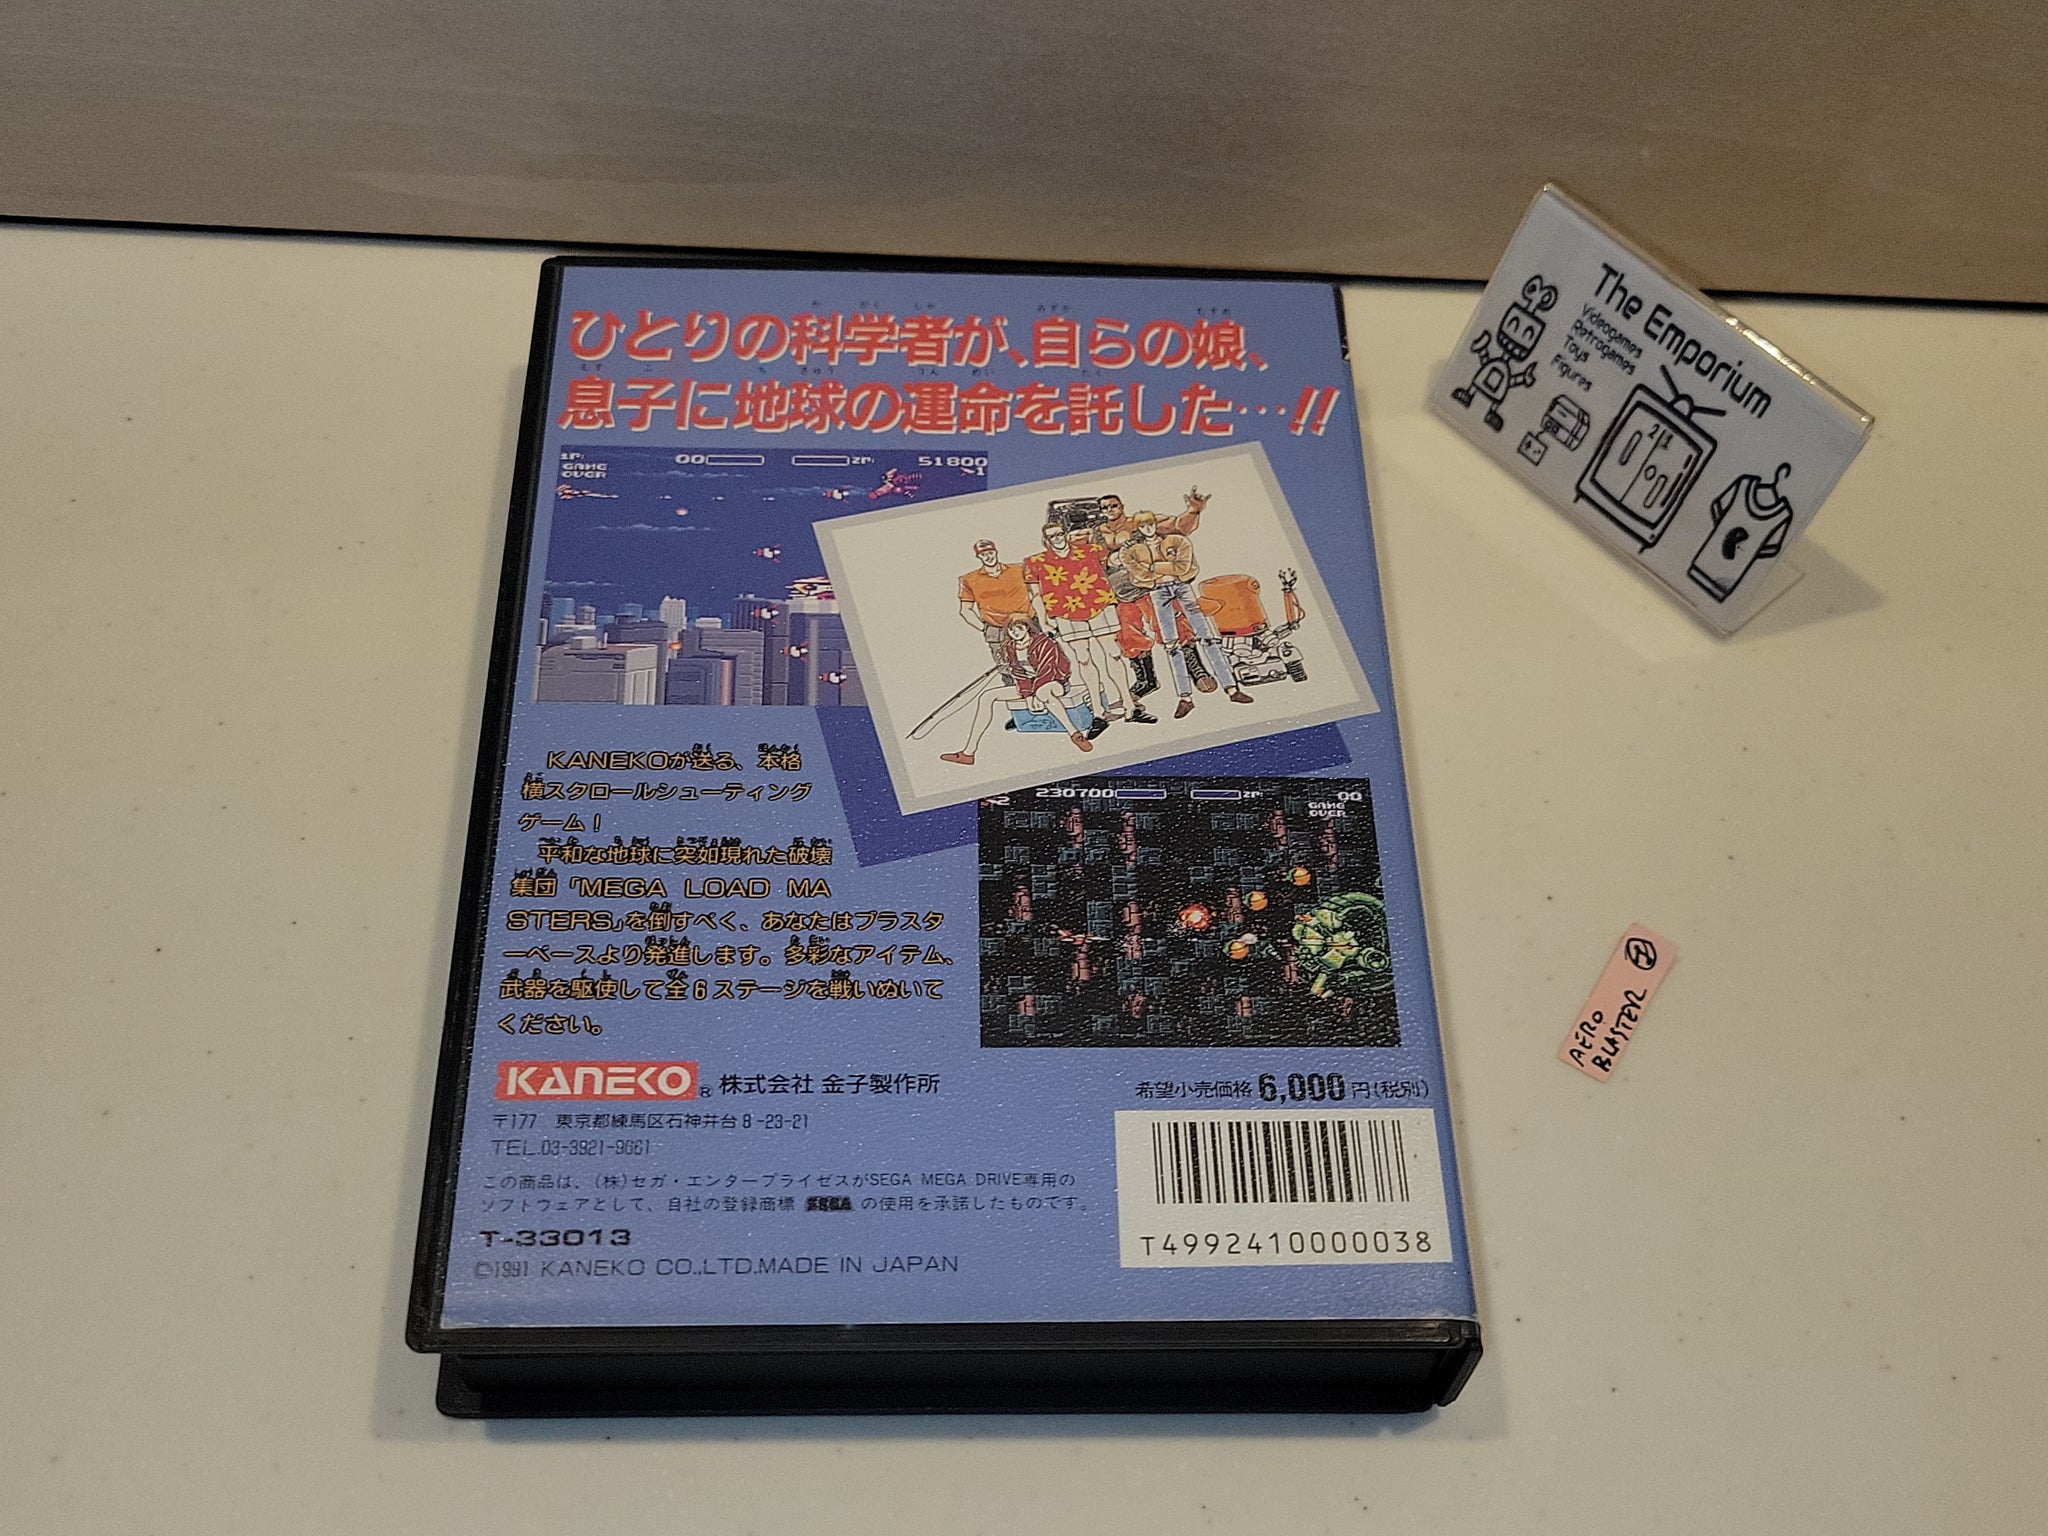 ひとりの科学者が、自らの娘、
息子に地球の運命を託した…!!
1P:
GAME
OVER
00
2P:
51800
KANEKOが送る、本格
横スクロールシューティング
ゲーム!
平和な地球に突如現れた破壊
集団「MEGA LOAD MA
STERS」を倒すべく、あなたはブラスタ
ーベースより発進します。多彩なアイテム、
武器を駆使して全6ステージを戦いぬいて
ください。
230700
2P:
00
GAME
OVER
KANEKO® 株式会社 金子製作所
〒177 東京都練馬区石神井台8-23-21
TEL.03-3921-9661
この商品は、(株)セガ・エンタープライゼスがSEGA MEGA DRIVE専用の
ソフトウェアとして、自社の登録商標 SEGA の使用を承諾したものです。
T-33013
©1991 KANEKO CO.,LTD.MADE IN JAPAN
希望小売価格 6,000円(税別)
T4992410000038
The Emporium
Videogames
Retrogames
Toys
Figures
AERO
BLASTER